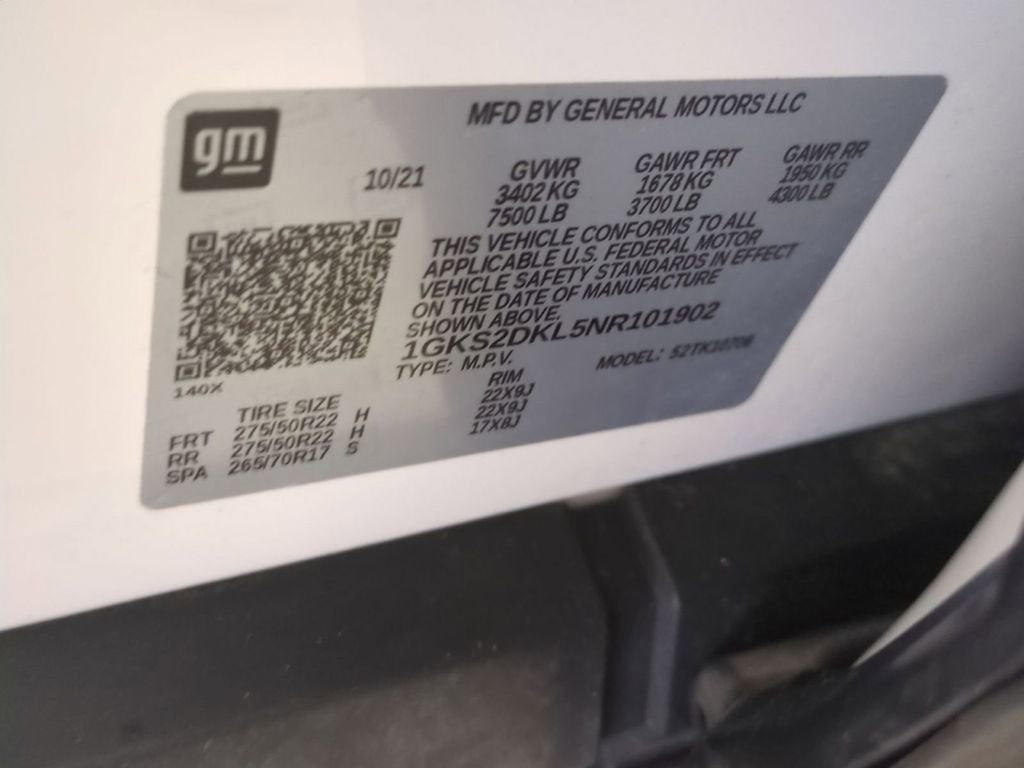 gm
MFD BY GENERAL MOTORS LLC
10/21
GVWR GAWR FRT GAWR RR
3402 KG 1678 KG 1950 KG
7500 LB 3700 LB 4300 LB
THIS VEHICLE CONFORMS TO ALL
APPLICABLE U.S. FEDERAL MOTOR
VEHICLE SAFETY STANDARDS IN EFFECT
ON THE DATE OF MANUFACTURE
SHOWN ABOVE.
1GKS2DKL5NR101902
TYPE: M.P.V. MODEL: 52TK10706
140X
TIRE SIZE RIM
FRT 275/50R22 H 22X9J
RR 275/50R22 H 22X9J
SPA 265/70R17 S 17X8J